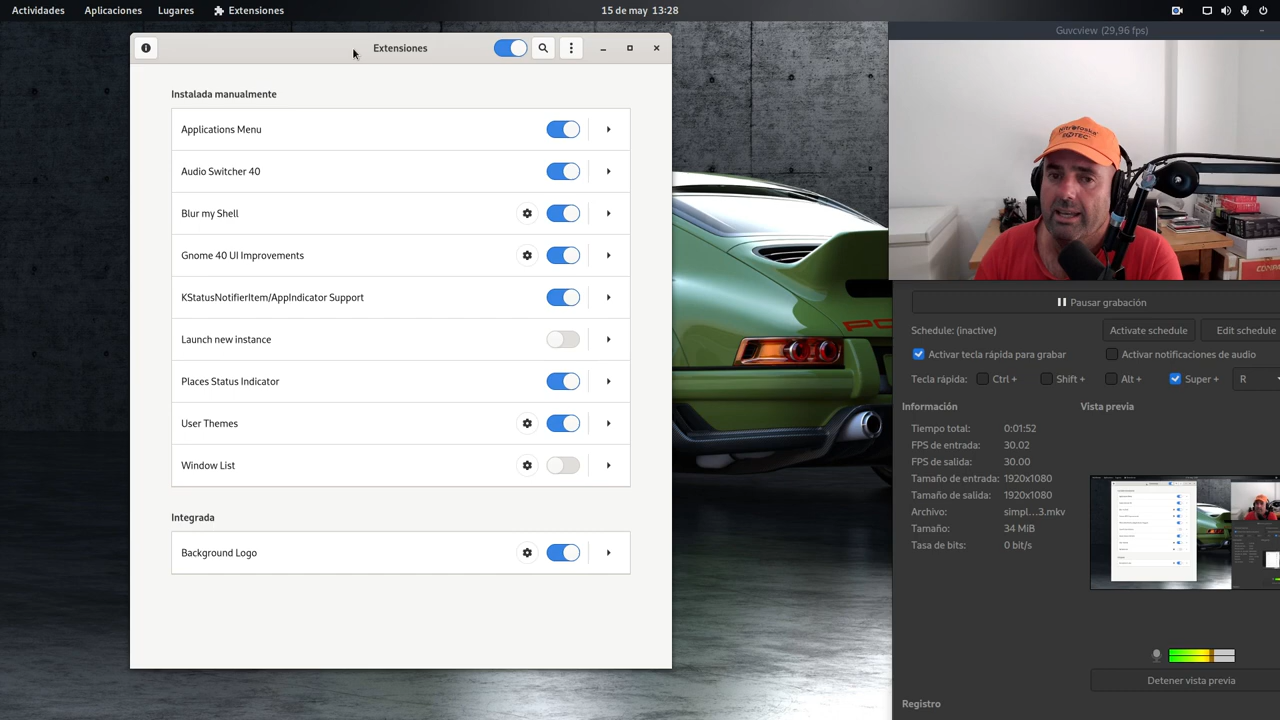 Actividades Aplicaciones Lugares Extensiones 15 de may 13:28
Extensiones
Instalada manualmente
Applications Menu
Audio Switcher 40
Blur my Shell
Gnome 40 UI Improvements
KStatusNotifierItem/AppIndicator Support
Launch new instance
Places Status Indicator
User Themes
Window List
Integrada
Background Logo
Guvcview (29,96 fps)
Pausar grabación
Schedule: (inactive) Activate schedule Edit schedule
Activar tecla rápida para grabar Activar notificaciones de audio
Tecla rápida: Ctrl + Shift + Alt + Super + R
Información Vista previa
Tiempo total: 0:01:52
FPS de entrada: 30.02
FPS de salida: 30.00
Tamaño de entrada: 1920x1080
Tamaño de salida: 1920x1080
Archivo: simpl...3.mkv
Tamaño: 34 MiB
Tasa de bits: 0 bit/s
Detener vista previa
Registro